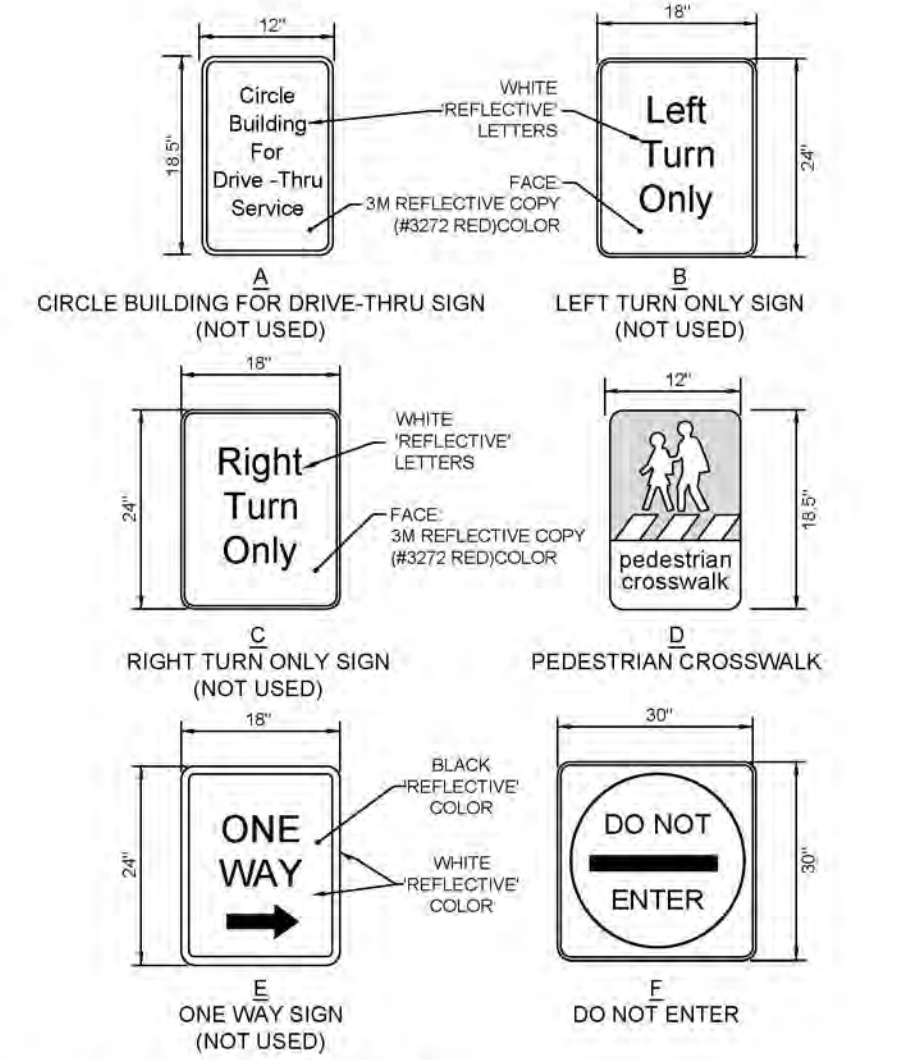 12"
18.5"
Circle
Building
For
Drive -Thru
Service
WHITE
'REFLECTIVE'
LETTERS
FACE:
3M REFLECTIVE COPY
(#3272 RED)COLOR
18"
24"
Left
Turn
Only
A
CIRCLE BUILDING FOR DRIVE-THRU SIGN
(NOT USED)
B
LEFT TURN ONLY SIGN
(NOT USED)
18"
24"
Right
Turn
Only
WHITE
'REFLECTIVE'
LETTERS
FACE:
3M REFLECTIVE COPY
(#3272 RED)COLOR
12"
18.5"
pedestrian
crosswalk
C
RIGHT TURN ONLY SIGN
(NOT USED)
D
PEDESTRIAN CROSSWALK
18"
24"
ONE
WAY
BLACK
'REFLECTIVE'
COLOR
WHITE
'REFLECTIVE'
COLOR
30"
30"
DO NOT
ENTER
E
ONE WAY SIGN
(NOT USED)
F
DO NOT ENTER